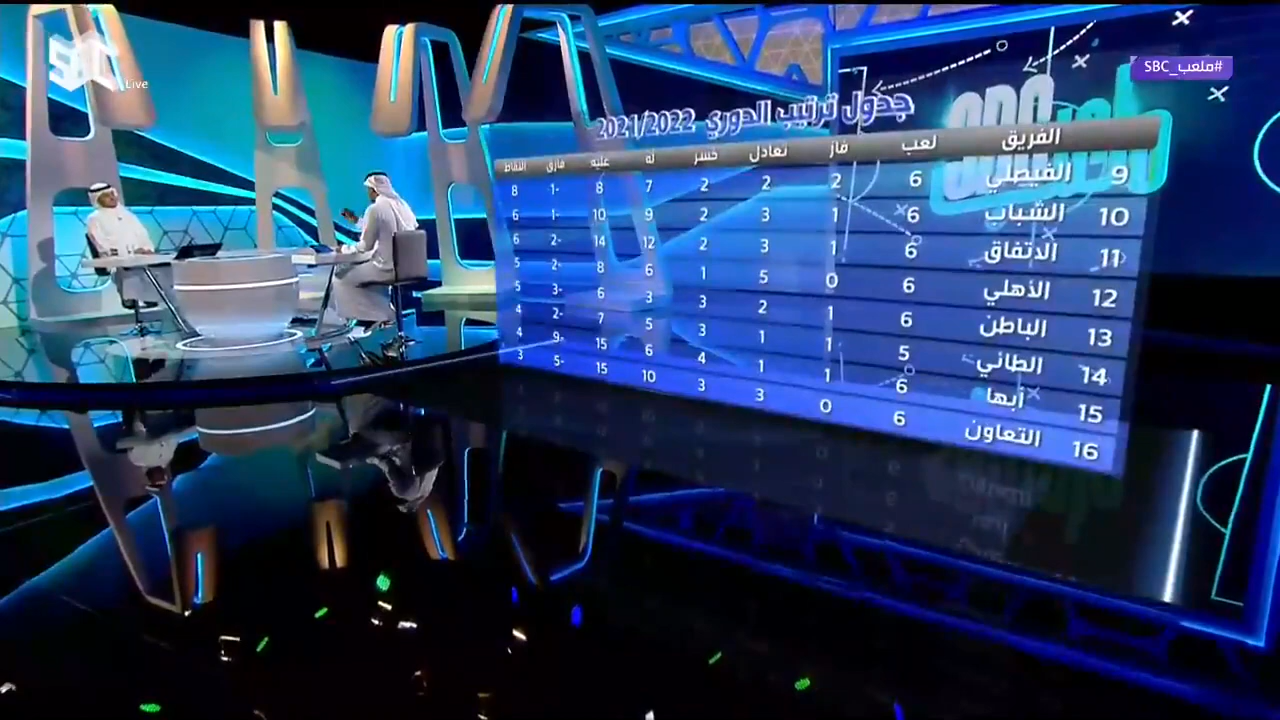 SBC
Live
#ملعب_SBC
جدول ترتيب الدوري 2021/2022
الفريق لعب فاز تعادل خسر له عليه فارق النقاط
9 الفيصلي 6 2 2 2 7 8 -1 8
10 الشباب 6 1 3 2 9 10 -1 6
11 الاتفاق 6 1 3 2 12 14 -2 6
12 الأهلي 6 0 5 1 6 8 -2 5
13 الباطن 6 1 2 3 3 6 -3 5
14 الطائي 5 1 1 3 5 7 -2 4
15 أبها 6 1 1 4 6 15 -9 4
16 التعاون 6 0 3 3 10 15 -5 3